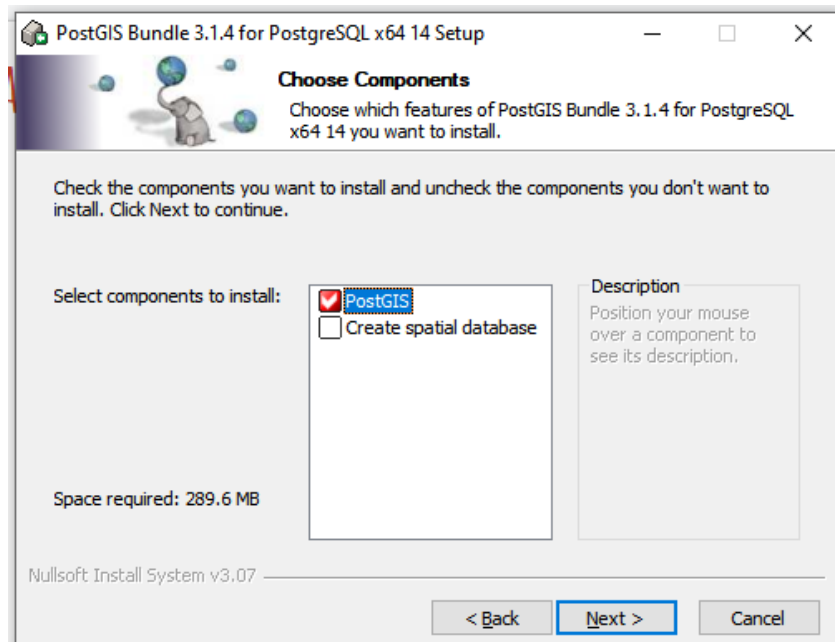 PostGIS Bundle 3.1.4 for PostgreSQL x64 14 Setup
Choose Components
Choose which features of PostGIS Bundle 3.1.4 for PostgreSQL
x64 14 you want to install.
Check the components you want to install and uncheck the components you don't want to
install. Click Next to continue.
Select components to install:
PostGIS
Create spatial database
Description
Position your mouse
over a component to
see its description.
Space required: 289.6 MB
Nullsoft Install System v3.07
< Back
Next >
Cancel